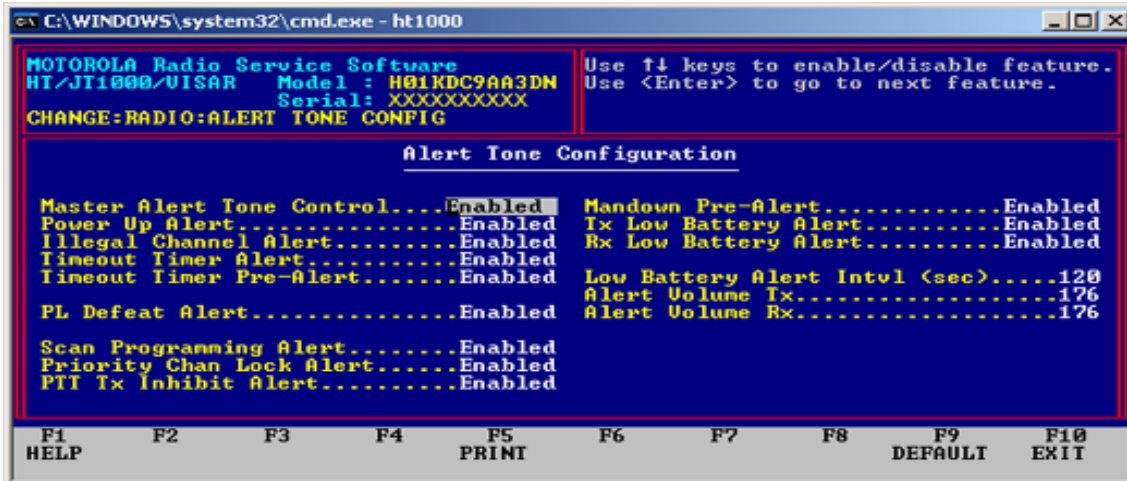 C:\WINDOWS\system32\cmd.exe - ht1000
MOTOROLA Radio Service Software
HT/JT1000/VISAR Model : H01KDC9AA3DN
Serial: XXXXXXXXXX
CHANGE:RADIO:ALERT TONE CONFIG
Use ↑↓ keys to enable/disable feature.
Use <Enter> to go to next feature.
Alert Tone Configuration
Master Alert Tone Control....Enabled
Power Up Alert.................Enabled
Illegal Channel Alert.........Enabled
Timeout Timer Alert...........Enabled
Timeout Timer Pre-Alert.......Enabled
PL Defeat Alert................Enabled
Scan Programming Alert........Enabled
Priority Chan Lock Alert......Enabled
PTT Tx Inhibit Alert..........Enabled
Mandown Pre-Alert.............Enabled
Tx Low Battery Alert..........Enabled
Rx Low Battery Alert..........Enabled
Low Battery Alert Intvl (sec).....120
Alert Volume Tx...................176
Alert Volume Rx...................176
F1 F2 F3 F4 F5 F6 F7 F8 F9 F10
HELP PRINT DEFAULT EXIT